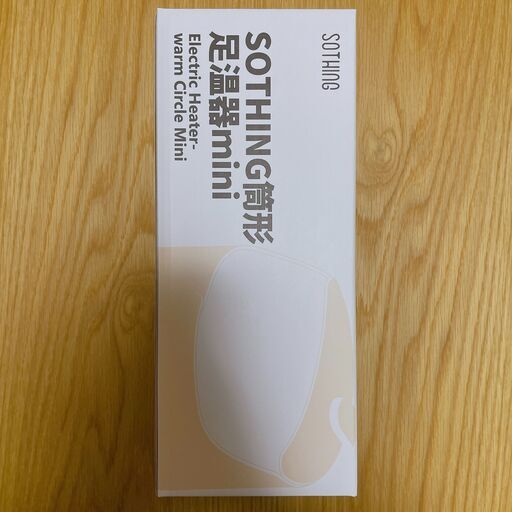 SOTHING
SOTHING筒形
足温器mini
Electric Heater-
warm Circle Mini